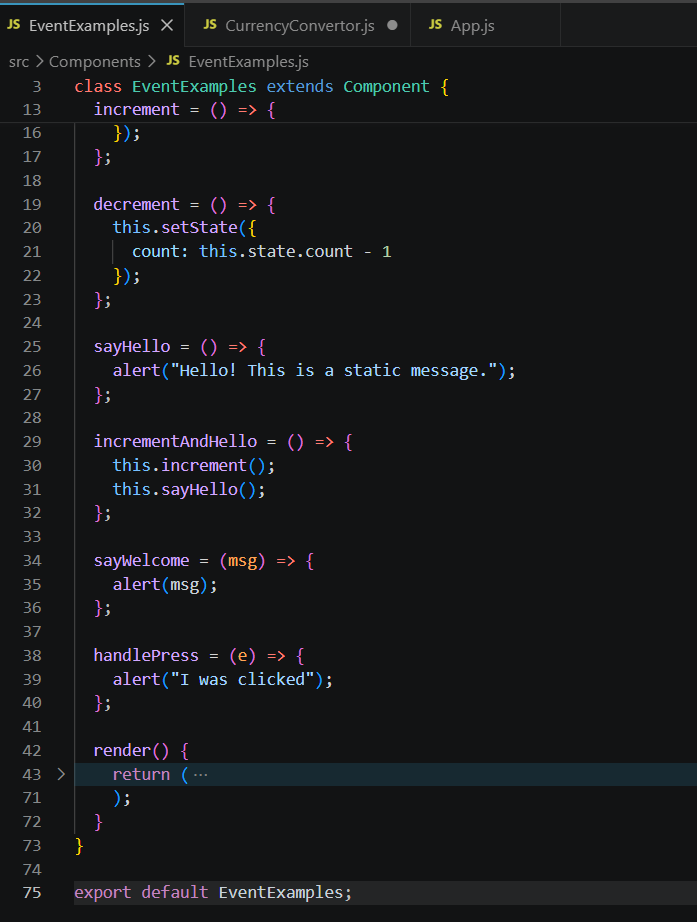 JS EventExamples.js
JS CurrencyConvertor.js
JS App.js
src > Components > JS EventExamples.js
3 class EventExamples extends Component {
13   increment = () => {
16     });
17   };
18
19   decrement = () => {
20     this.setState({
21       count: this.state.count - 1
22     });
23   };
24
25   sayHello = () => {
26     alert("Hello! This is a static message.");
27   };
28
29   incrementAndHello = () => {
30     this.increment();
31     this.sayHello();
32   };
33
34   sayWelcome = (msg) => {
35     alert(msg);
36   };
37
38   handlePress = (e) => {
39     alert("I was clicked");
40   };
41
42   render() {
43     return (···
71     );
72   }
73 }
74
75 export default EventExamples;